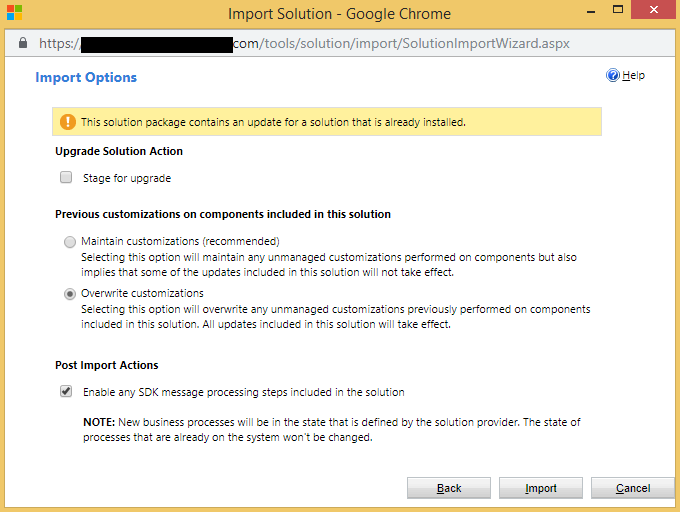 Import Solution - Google Chrome
https://
com/tools/solution/import/SolutionImportWizard.aspx
Import Options
Help
This solution package contains an update for a solution that is already installed.
Upgrade Solution Action
Stage for upgrade
Previous customizations on components included in this solution
Maintain customizations (recommended)
Selecting this option will maintain any unmanaged customizations performed on components but also
implies that some of the updates included in this solution will not take effect.
Overwrite customizations
Selecting this option will overwrite any unmanaged customizations previously performed on components
included in this solution. All updates included in this solution will take effect.
Post Import Actions
Enable any SDK message processing steps included in the solution
NOTE: New business processes will be in the state that is defined by the solution provider. The state of
processes that are already on the system won't be changed.
Back
Import
Cancel